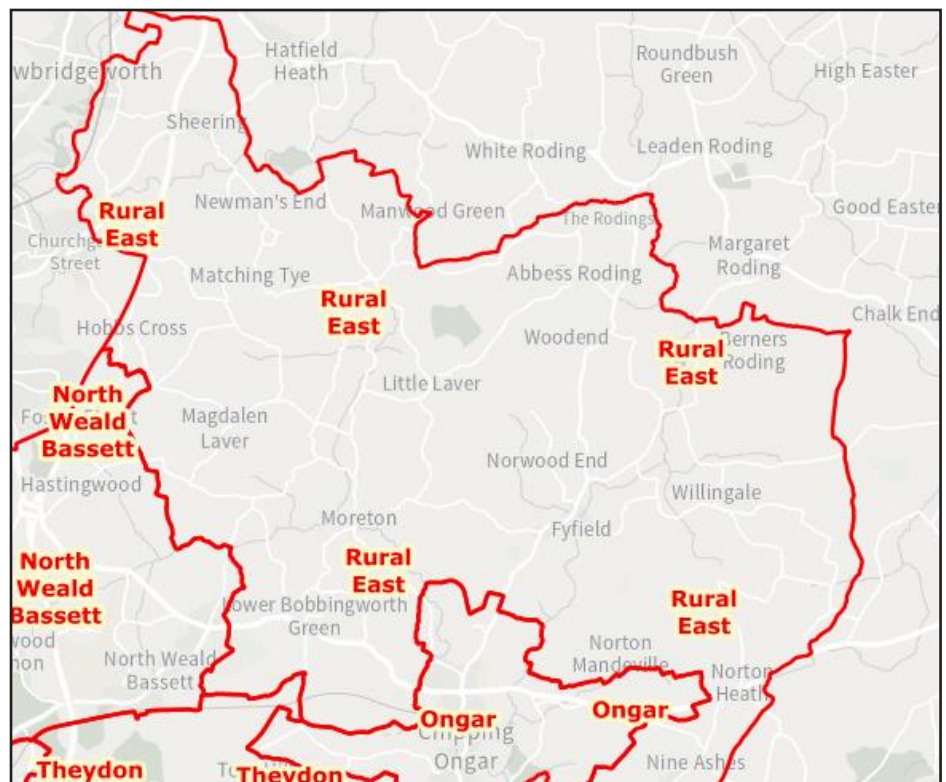 Hatfield
Heath
Roundbush
Green
High Easter
wbridgeworth
Sheering
White Roding
Leaden Roding
Newman's End
Manwood Green
The Rodings
Good Easter
Rural
East
Churchg
Street
Margaret
Roding
Matching Tye
Abbess Roding
Rural
East
Chalk End
Hobbs Cross
Woodend
Rural
East
Berners
Roding
Little Laver
North
Weald
Bassett
Magdalen
Laver
Norwood End
Hastingwood
Willingale
Moreton
Fyfield
North
Weald
Bassett
Rural
East
Rural
East
Lower Bobbingworth
Green
North Weald
Bassett
Norton
Mandeville
Norton
Heath
Ongar
Ongar
Chipping
Ongar
Nine Ashes
Theydon
Theydon